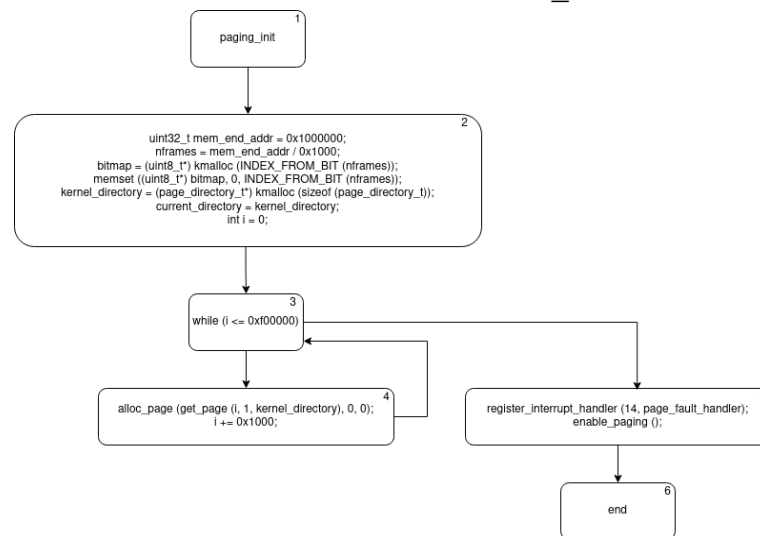 1
paging_init
2
uint32_t mem_end_addr = 0x1000000;
nframes = mem_end_addr / 0x1000;
bitmap = (uint8_t*) kmalloc (INDEX_FROM_BIT (nframes));
memset ((uint8_t*) bitmap, 0, INDEX_FROM_BIT (nframes));
kernel_directory = (page_directory_t*) kmalloc (sizeof (page_directory_t));
current_directory = kernel_directory;
int i = 0;
3
while (i <= 0xf00000)
4
alloc_page (get_page (i, 1, kernel_directory), 0, 0);
i += 0x1000;
register_interrupt_handler (14, page_fault_handler);
enable_paging ();
6
end